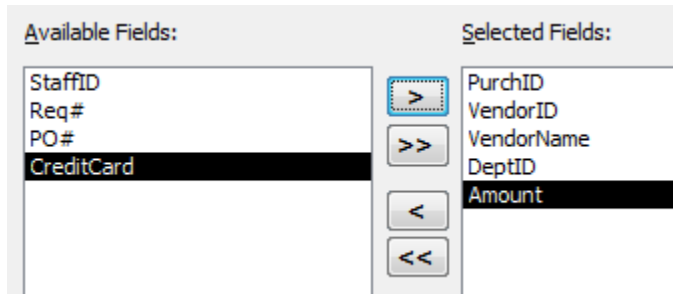 Available Fields:
Selected Fields:
StaffID
Req#
PO#
CreditCard
>
>>
<
<<
PurchID
VendorID
VendorName
DeptID
Amount